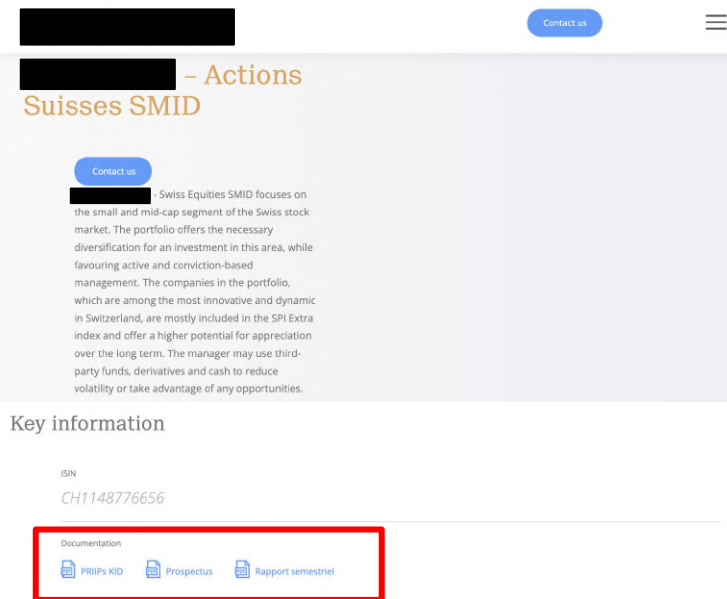 Contact us
– Actions
Suisses SMID
Contact us
- Swiss Equities SMID focuses on
the small and mid-cap segment of the Swiss stock
market. The portfolio offers the necessary
diversification for an investment in this area, while
favouring active and conviction-based
management. The companies in the portfolio,
which are among the most innovative and dynamic
in Switzerland, are mostly included in the SPI Extra
index and offer a higher potential for appreciation
over the long term. The manager may use third-
party funds, derivatives and cash to reduce
volatility or take advantage of any opportunities.
Key information
ISIN
CH1148776656
Documentation
PDF PRIIPs KID PDF Prospectus PDF Rapport semestriel